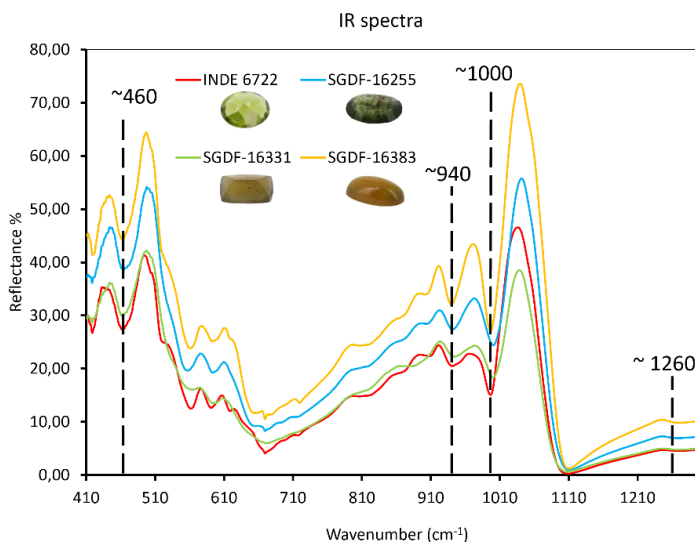 IR spectra
80,00
70,00
60,00
50,00
40,00
30,00
20,00
10,00
0,00
Reflectance %
INDE 6722
SGDF-16255
SGDF-16331
SGDF-16383
~460
~940
~1000
~ 1260
410 510 610 710 810 910 1010 1110 1210
Wavenumber (cm⁻¹)